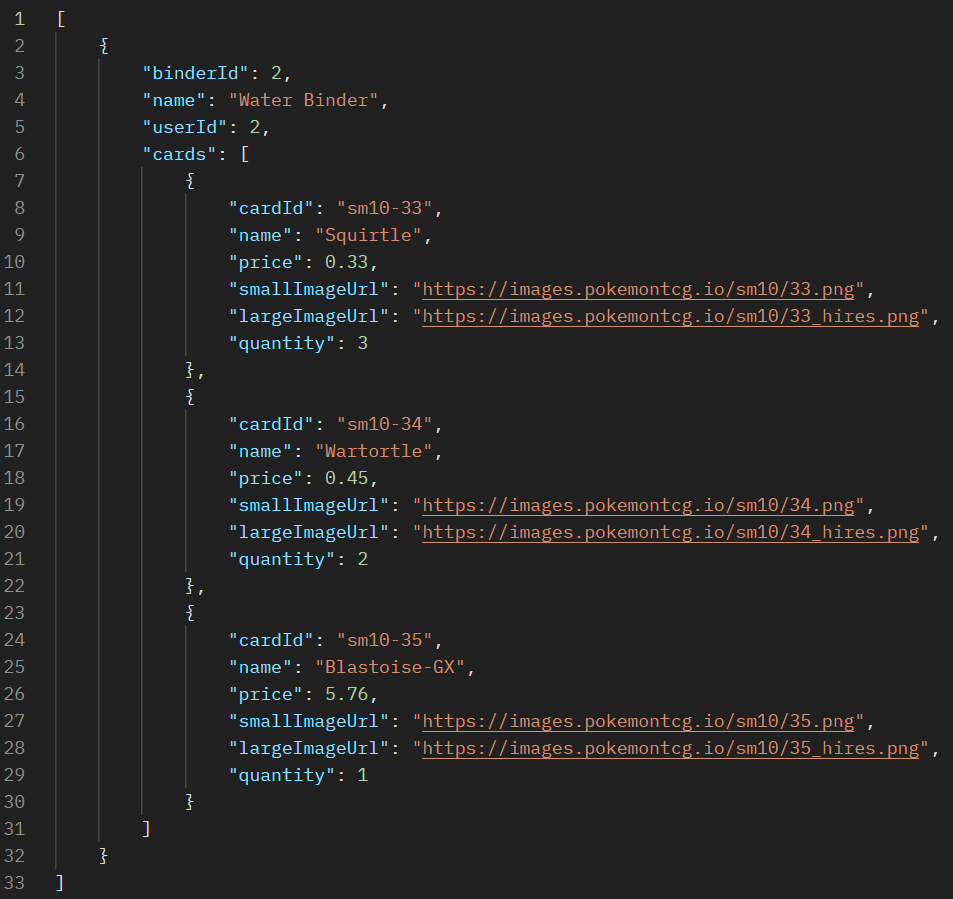 1 [
2     {
3         "binderId": 2,
4         "name": "Water Binder",
5         "userId": 2,
6         "cards": [
7             {
8                 "cardId": "sm10-33",
9                 "name": "Squirtle",
10                 "price": 0.33,
11                 "smallImageUrl": "https://images.pokemontcg.io/sm10/33.png",
12                 "largeImageUrl": "https://images.pokemontcg.io/sm10/33_hires.png",
13                 "quantity": 3
14             },
15             {
16                 "cardId": "sm10-34",
17                 "name": "Wartortle",
18                 "price": 0.45,
19                 "smallImageUrl": "https://images.pokemontcg.io/sm10/34.png",
20                 "largeImageUrl": "https://images.pokemontcg.io/sm10/34_hires.png",
21                 "quantity": 2
22             },
23             {
24                 "cardId": "sm10-35",
25                 "name": "Blastoise-GX",
26                 "price": 5.76,
27                 "smallImageUrl": "https://images.pokemontcg.io/sm10/35.png",
28                 "largeImageUrl": "https://images.pokemontcg.io/sm10/35_hires.png",
29                 "quantity": 1
30             }
31         ]
32     }
33 ]